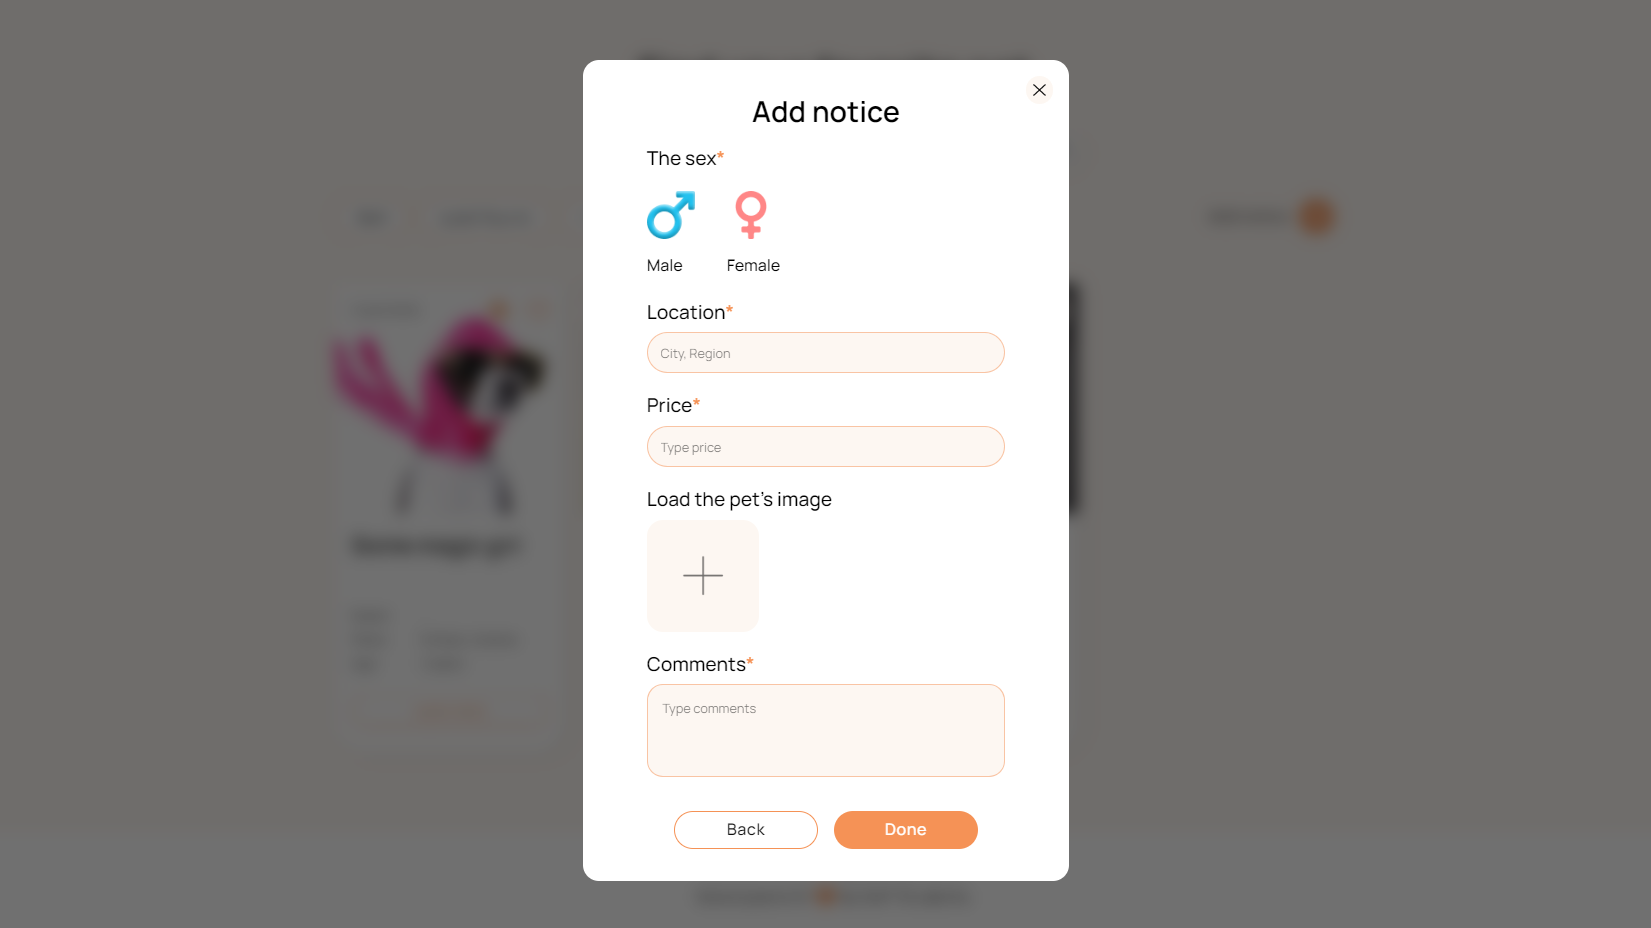 Add notice
The sex*
Male Female
Location*
City, Region
Price*
Type price
Load the pet's image
Comments*
Type comments
Back Done